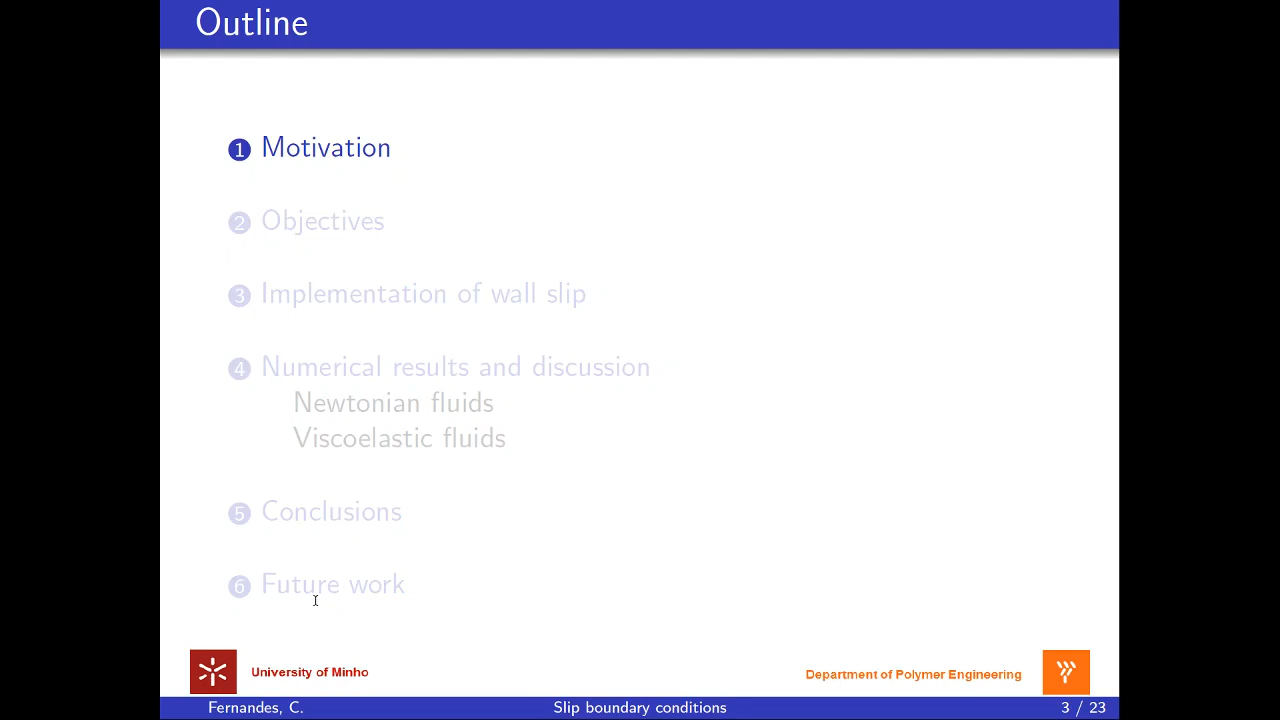 Outline
1 Motivation
2 Objectives
3 Implementation of wall slip
4 Numerical results and discussion
Newtonian fluids
Viscoelastic fluids
5 Conclusions
6 Future work
University of Minho
Department of Polymer Engineering
Fernandes, C.
Slip boundary conditions
3 / 23